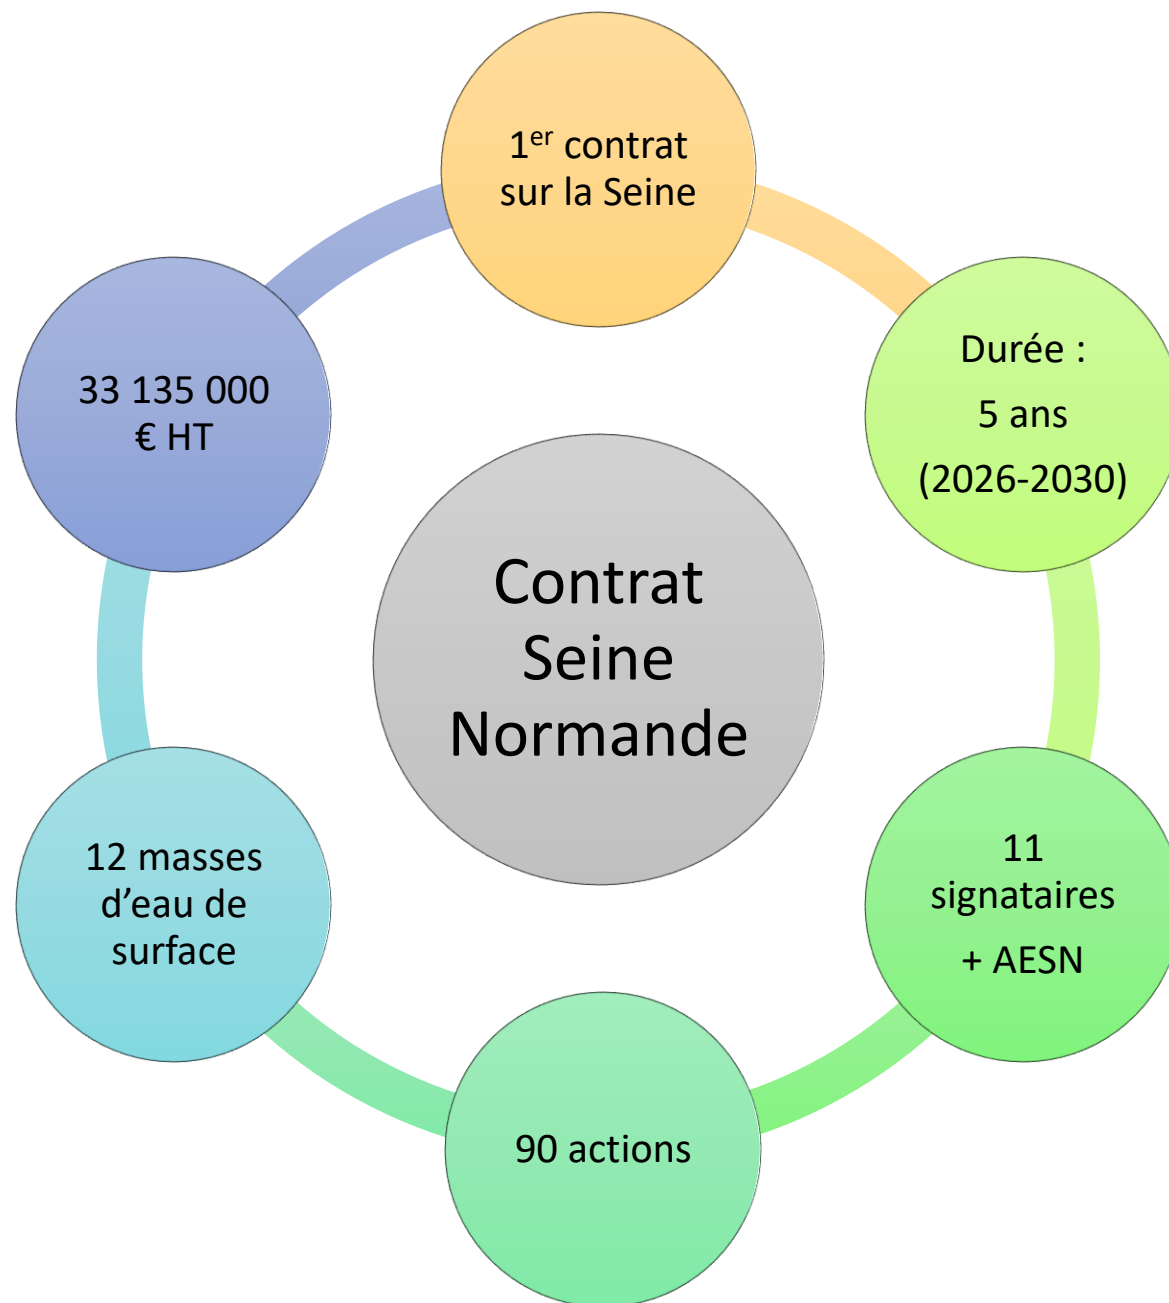 1er contrat
sur la Seine
Durée :
5 ans
(2026-2030)
11
signataires
+ AESN
90 actions
12 masses
d’eau de
surface
33 135 000
€ HT
Contrat
Seine
Normande